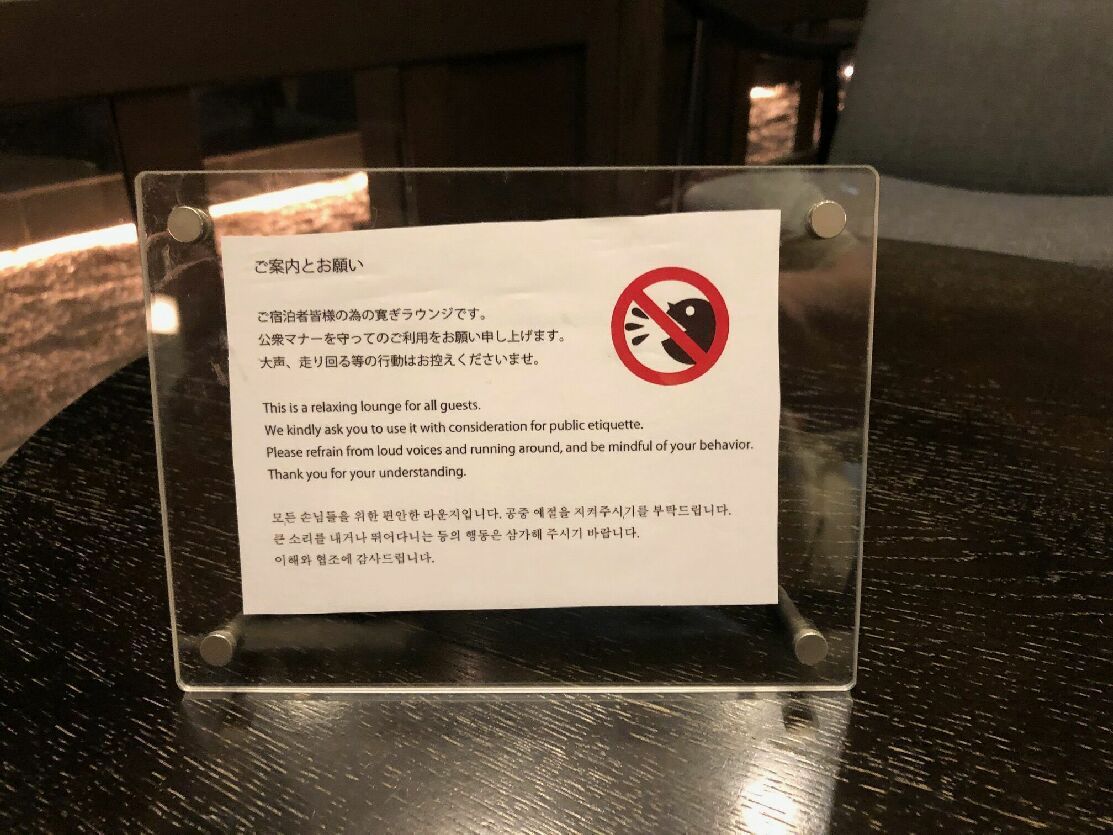 ご案内とお願い
ご宿泊者皆様の為の寛ぎラウンジです。
公衆マナーを守ってのご利用をお願い申し上げます。
大声、走り回る等の行動はお控えくださいませ。
This is a relaxing lounge for all guests.
We kindly ask you to use it with consideration for public etiquette.
Please refrain from loud voices and running around, and be mindful of your behavior.
Thank you for your understanding.
모든 손님들을 위한 편안한 라운지입니다. 공중 예절을 지켜주시기를 부탁드립니다.
큰 소리를 내거나 뛰어다니는 등의 행동은 삼가해 주시기 바랍니다.
이해와 협조에 감사드립니다.